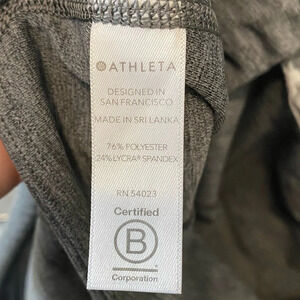 ATHLETA
DESIGNED IN
SAN FRANCISCO
MADE IN SRI LANKA
76% POLYESTER
24% LYCRA® SPANDEX
RN 54023
Certified
B
Corporation